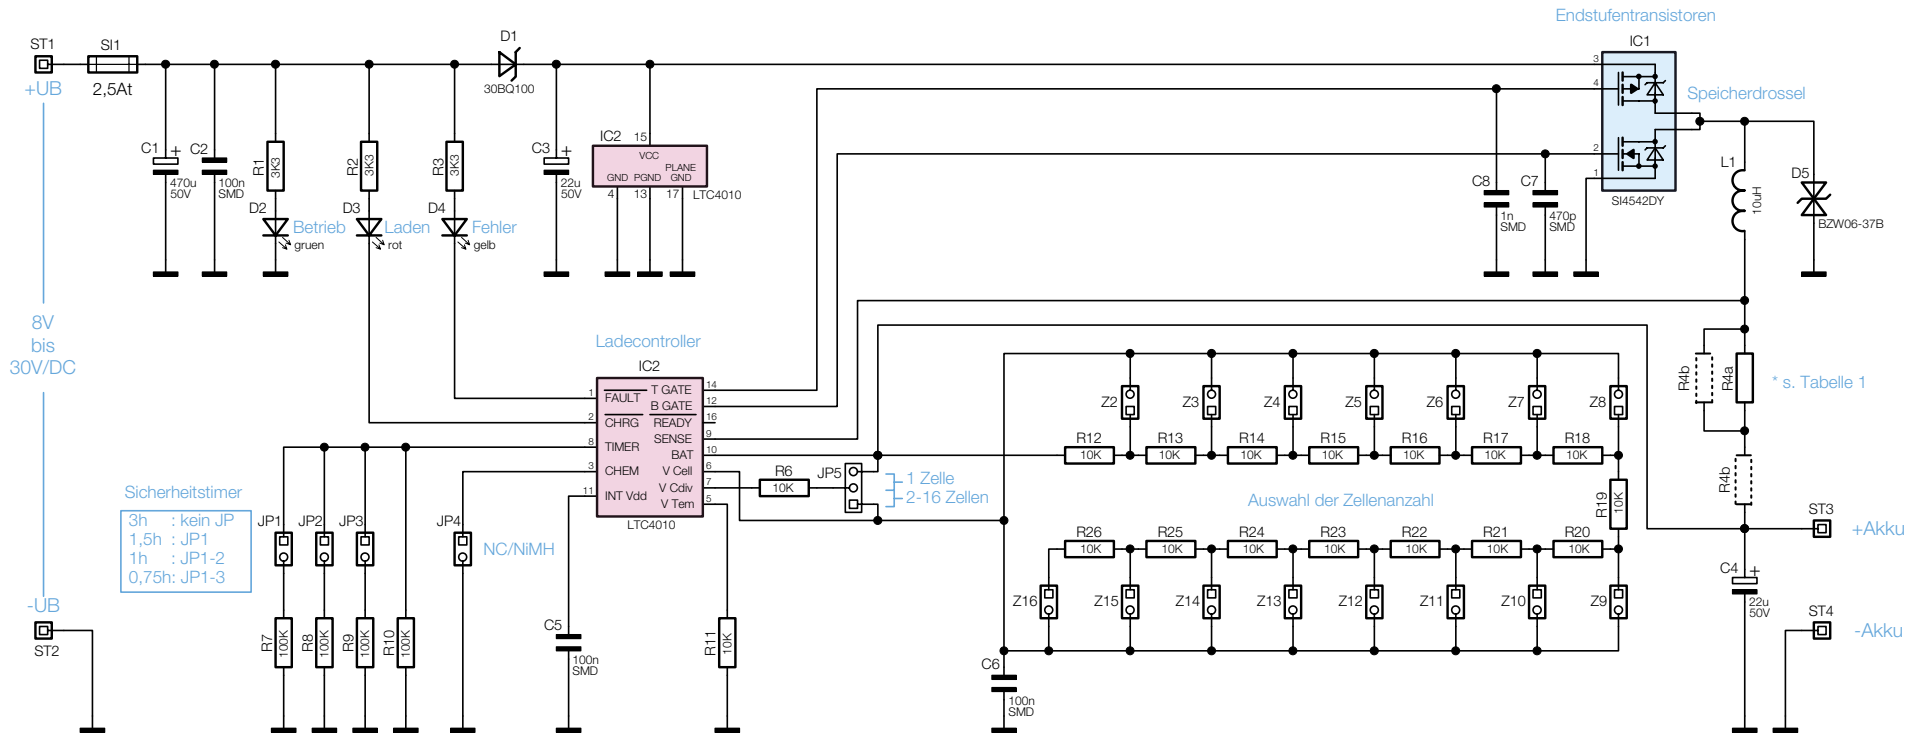 Endstufentransistoren
IC1
ST1
SI1
2,5At
+UB
D1
30BQ100
3
4
2
1
SI4542DY
Speicherdrossel
C1
+
470u
50V
C2
100n
SMD
R1
3K3
R2
3K3
R3
3K3
C3
+
22u
50V
IC2
15
VCC
PLANE
GND PGND GND
4
13
17
LTC4010
D2
Betrieb
gruen
D3
Laden
rot
D4
Fehler
gelb
C8
1n
SMD
C7
470p
SMD
L1
10uH
D5
BZW06-37B
8V
bis
30V/DC
Ladecontroller
IC2
1
FAULT
2
CHRG
8
TIMER
3
CHEM
11
INT Vdd
T GATE
14
B GATE
12
READY
16
SENSE
9
BAT
10
V Cell
6
V Cdiv
7
V Tem
5
LTC4010
R6
10K
JP5
1 Zelle
2-16 Zellen
Z2
Z3
Z4
Z5
Z6
Z7
Z8
R12
10K
R13
10K
R14
10K
R15
10K
R16
10K
R17
10K
R18
10K
R19
10K
Auswahl der Zellenanzahl
R26
10K
R25
10K
R24
10K
R23
10K
R22
10K
R21
10K
R20
10K
Z16
Z15
Z14
Z13
Z12
Z11
Z10
Z9
R4b
R4a
* s. Tabelle 1
R4b
ST3
+Akku
C4
+
22u
50V
ST4
-Akku
Sicherheitstimer
3h : kein JP
1,5h : JP1
1h : JP1-2
0,75h: JP1-3
JP1
JP2
JP3
JP4
NC/NiMH
-UB
ST2
R7
100K
R8
100K
R9
100K
R10
100K
C5
100n
SMD
R11
10K
C6
100n
SMD